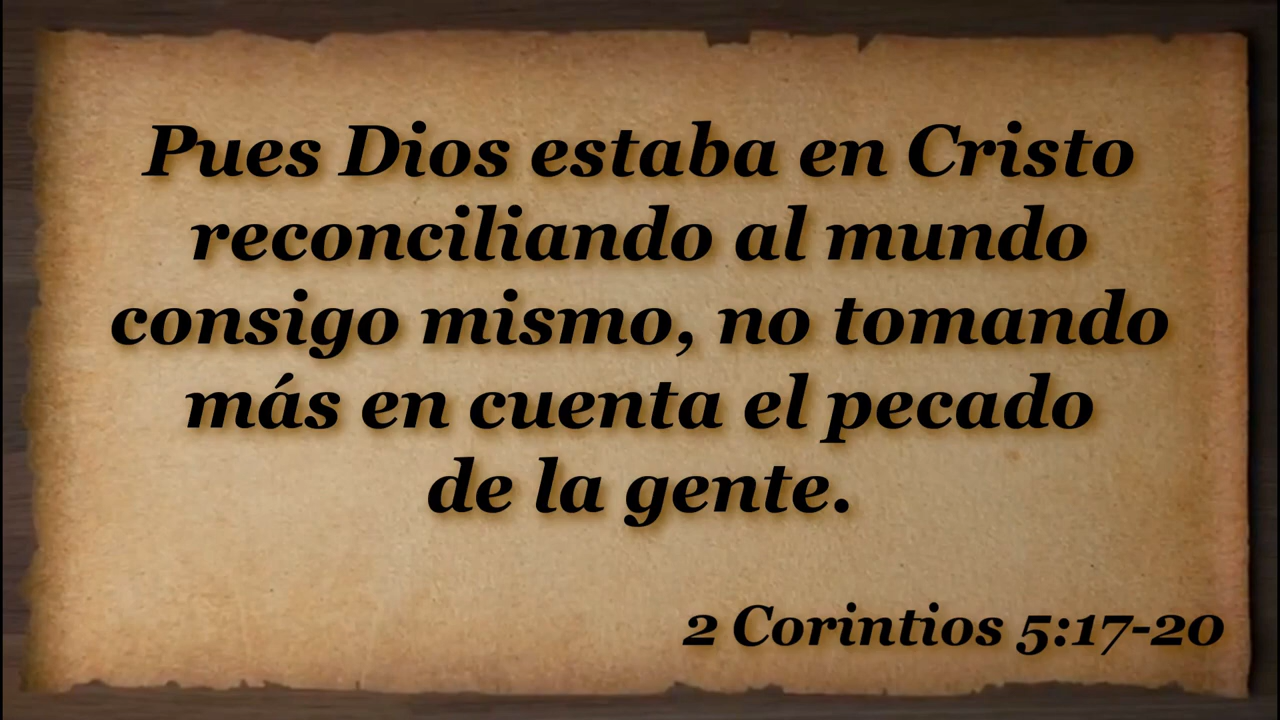 Pues Dios estaba en Cristo
reconciliando al mundo
consigo mismo, no tomando
más en cuenta el pecado
de la gente.
2 Corintios 5:17-20